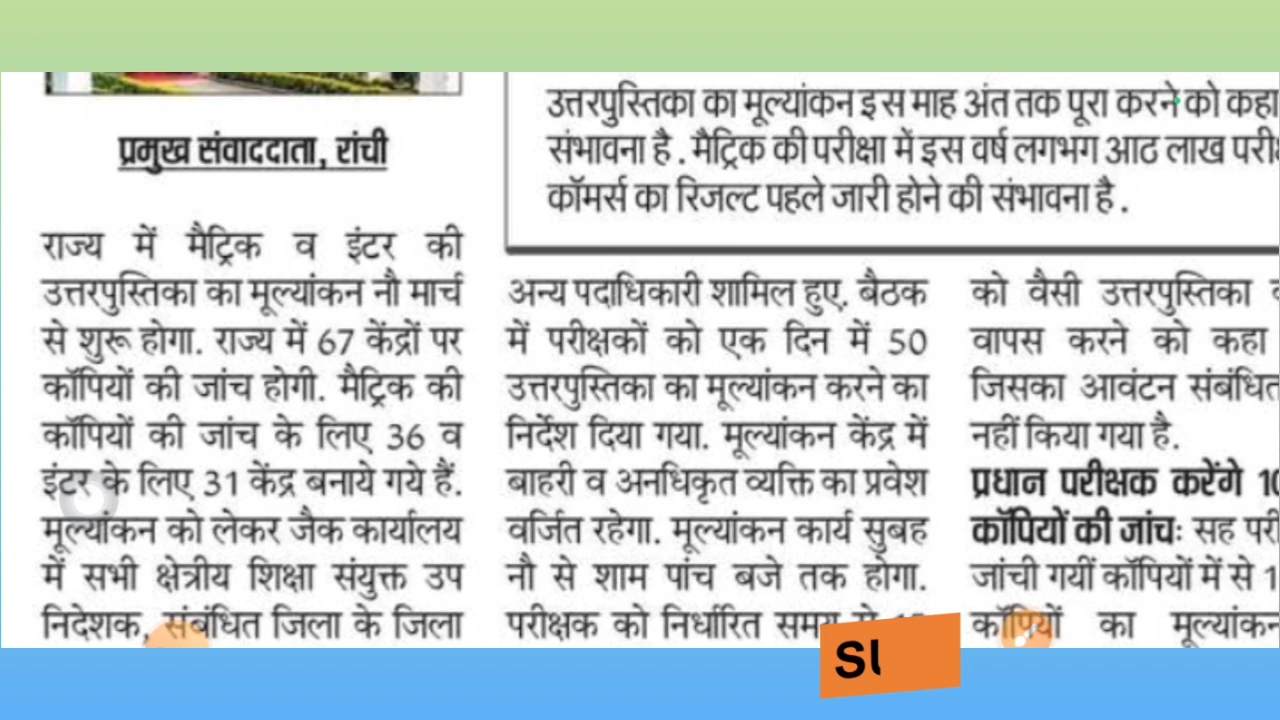 प्रमुख संवाददाता, रांची
राज्य में मैट्रिक व इंटर की
उत्तरपुस्तिका का मूल्यांकन नौ मार्च
से शुरू होगा. राज्य में 67 केंद्रों पर
कॉपियों की जांच होगी. मैट्रिक की
कॉपियों की जांच के लिए 36 व
इंटर के लिए 31 केंद्र बनाये गये हैं.
मूल्यांकन को लेकर जैक कार्यालय
में सभी क्षेत्रीय शिक्षा संयुक्त उप
निदेशक, संबंधित जिला के जिला
उत्तरपुस्तिका का मूल्यांकन इस माह अंत तक पूरा करने को कहा
संभावना है . मैट्रिक की परीक्षा में इस वर्ष लगभग आठ लाख
कॉमर्स का रिजल्ट पहले जारी होने की संभावना है .
अन्य पदाधिकारी शामिल हुए. बैठक
में परीक्षकों को एक दिन में 50
उत्तरपुस्तिका का मूल्यांकन करने का
निर्देश दिया गया. मूल्यांकन केंद्र में
बाहरी व अनधिकृत व्यक्ति का प्रवेश
वर्जित रहेगा. मूल्यांकन कार्य सुबह
नौ से शाम पांच बजे तक होगा.
परीक्षक को निर्धारित समय
को वैसी उत्तरपुस्तिका
वापस करने को कहा
जिसका आवंटन संबंधित
नहीं किया गया है.
प्रधान परीक्षक करेंगे
कॉपियों की जांचः सह
जांची गयीं कॉपियों में से
कॉपियों का मूल्यांकन